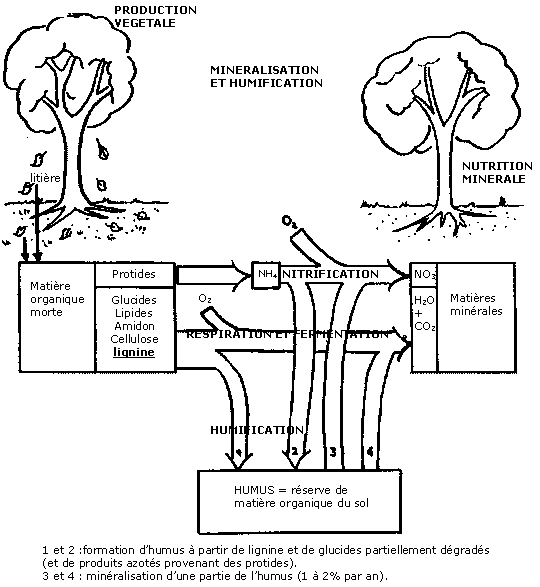 PRODUCTION
VEGETALE
MINERALISATION
ET HUMIFICATION
NUTRITION
MINERALE
litière
O₂
Matière
organique
morte
Protides
NH₄
NITRIFICATION
NO₃
Matières
minérales
Glucides
Lipides
Amidon
Cellulose
lignine
O₂
H₂O
+
CO₂
RESPIRATION ET FERMENTATION
HUMIFICATION
1 2 3 4
HUMUS = réserve de
matière organique du sol
1 et 2 :formation d'humus à partir de lignine et de glucides partiellement dégradés
(et de produits azotés provenant des protides).
3 et 4 : minéralisation d'une partie de l'humus (1 à 2% par an).